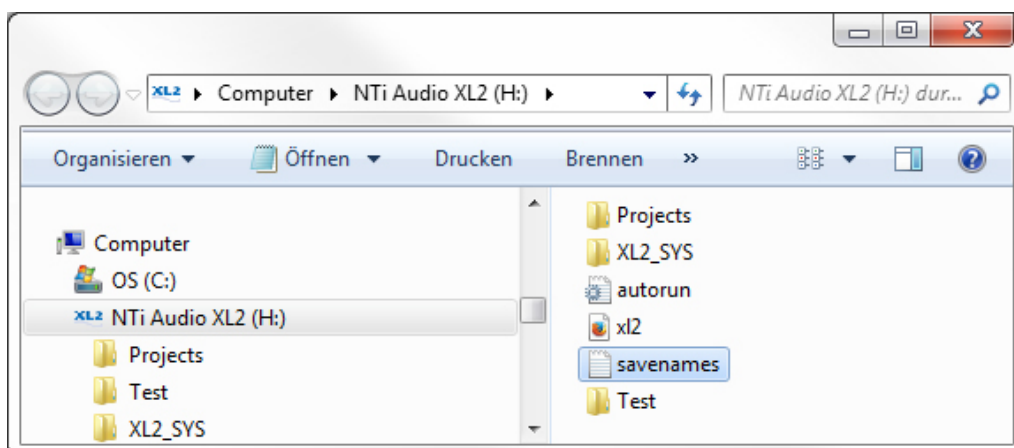 XL2 Computer NTi Audio XL2 (H:) NTi Audio XL2 (H:) dur...
Organisieren Öffnen Drucken Brennen »
Computer
OS (C:)
XL2 NTi Audio XL2 (H:)
Projects
Test
XL2_SYS
Projects
XL2_SYS
autorun
xl2
savenames
Test